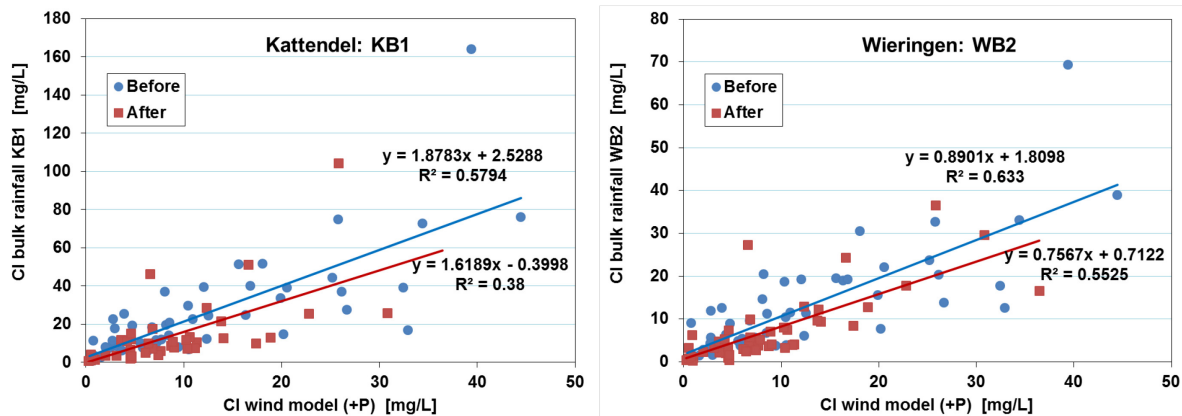 Kattendel: KB1
Cl bulk rainfall KB1 [mg/L]
180
160
140
120
100
80
60
40
20
0
Before
After
y = 1.8783x + 2.5288
R² = 0.5794
y = 1.6189x - 0.3998
R² = 0.38
0 10 20 30 40 50
Cl wind model (+P) [mg/L]
Wieringen: WB2
Cl bulk rainfall WB2 [mg/L]
80
70
60
50
40
30
20
10
0
Before
After
y = 0.8901x + 1.8098
R² = 0.633
y = 0.7567x + 0.7122
R² = 0.5525
0 10 20 30 40 50
Cl wind model (+P) [mg/L]